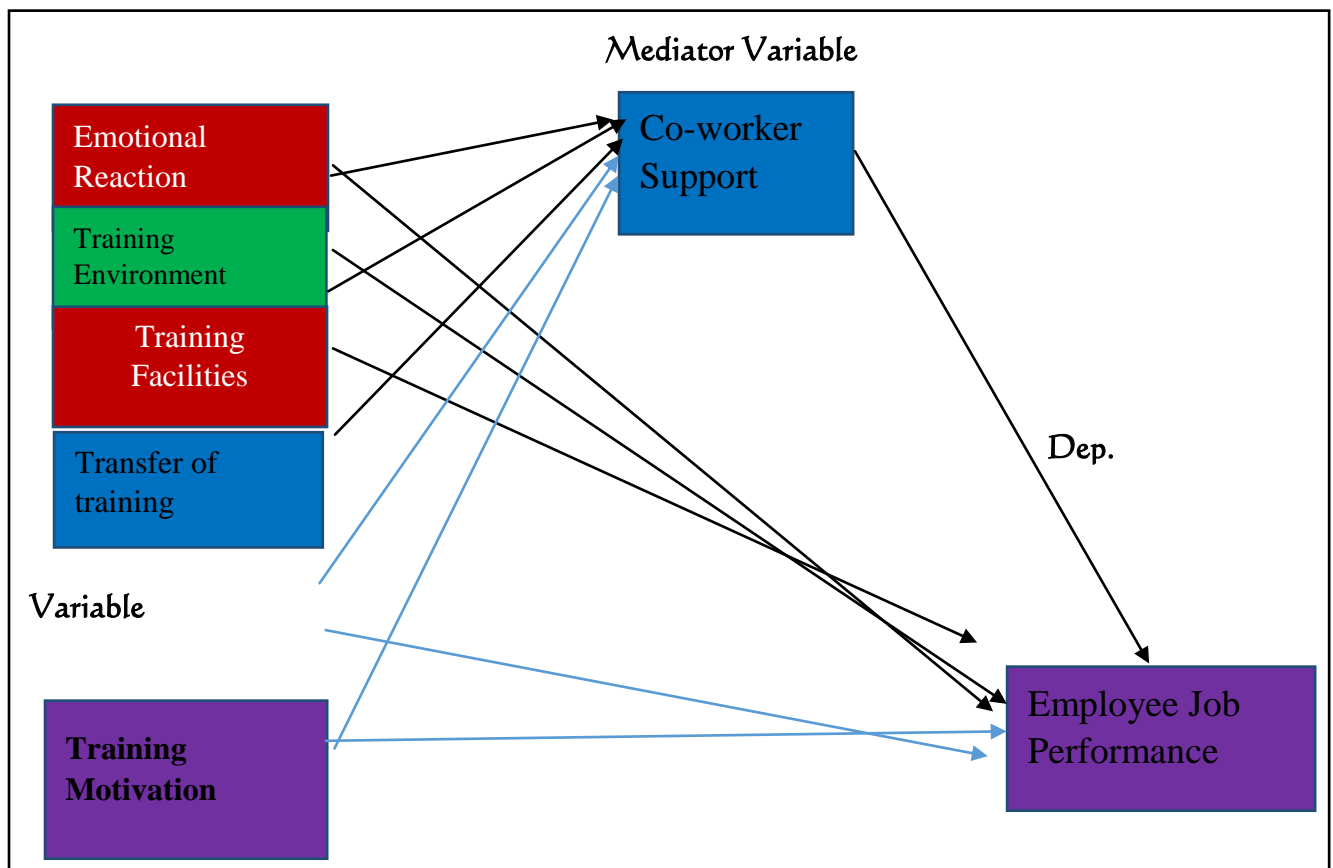 Mediator Variable
Emotional
Reaction
Training
Environment
Training
Facilities
Transfer of
training
Variable
Training
Motivation
Co-worker
Support
Dep.
Employee Job
Performance